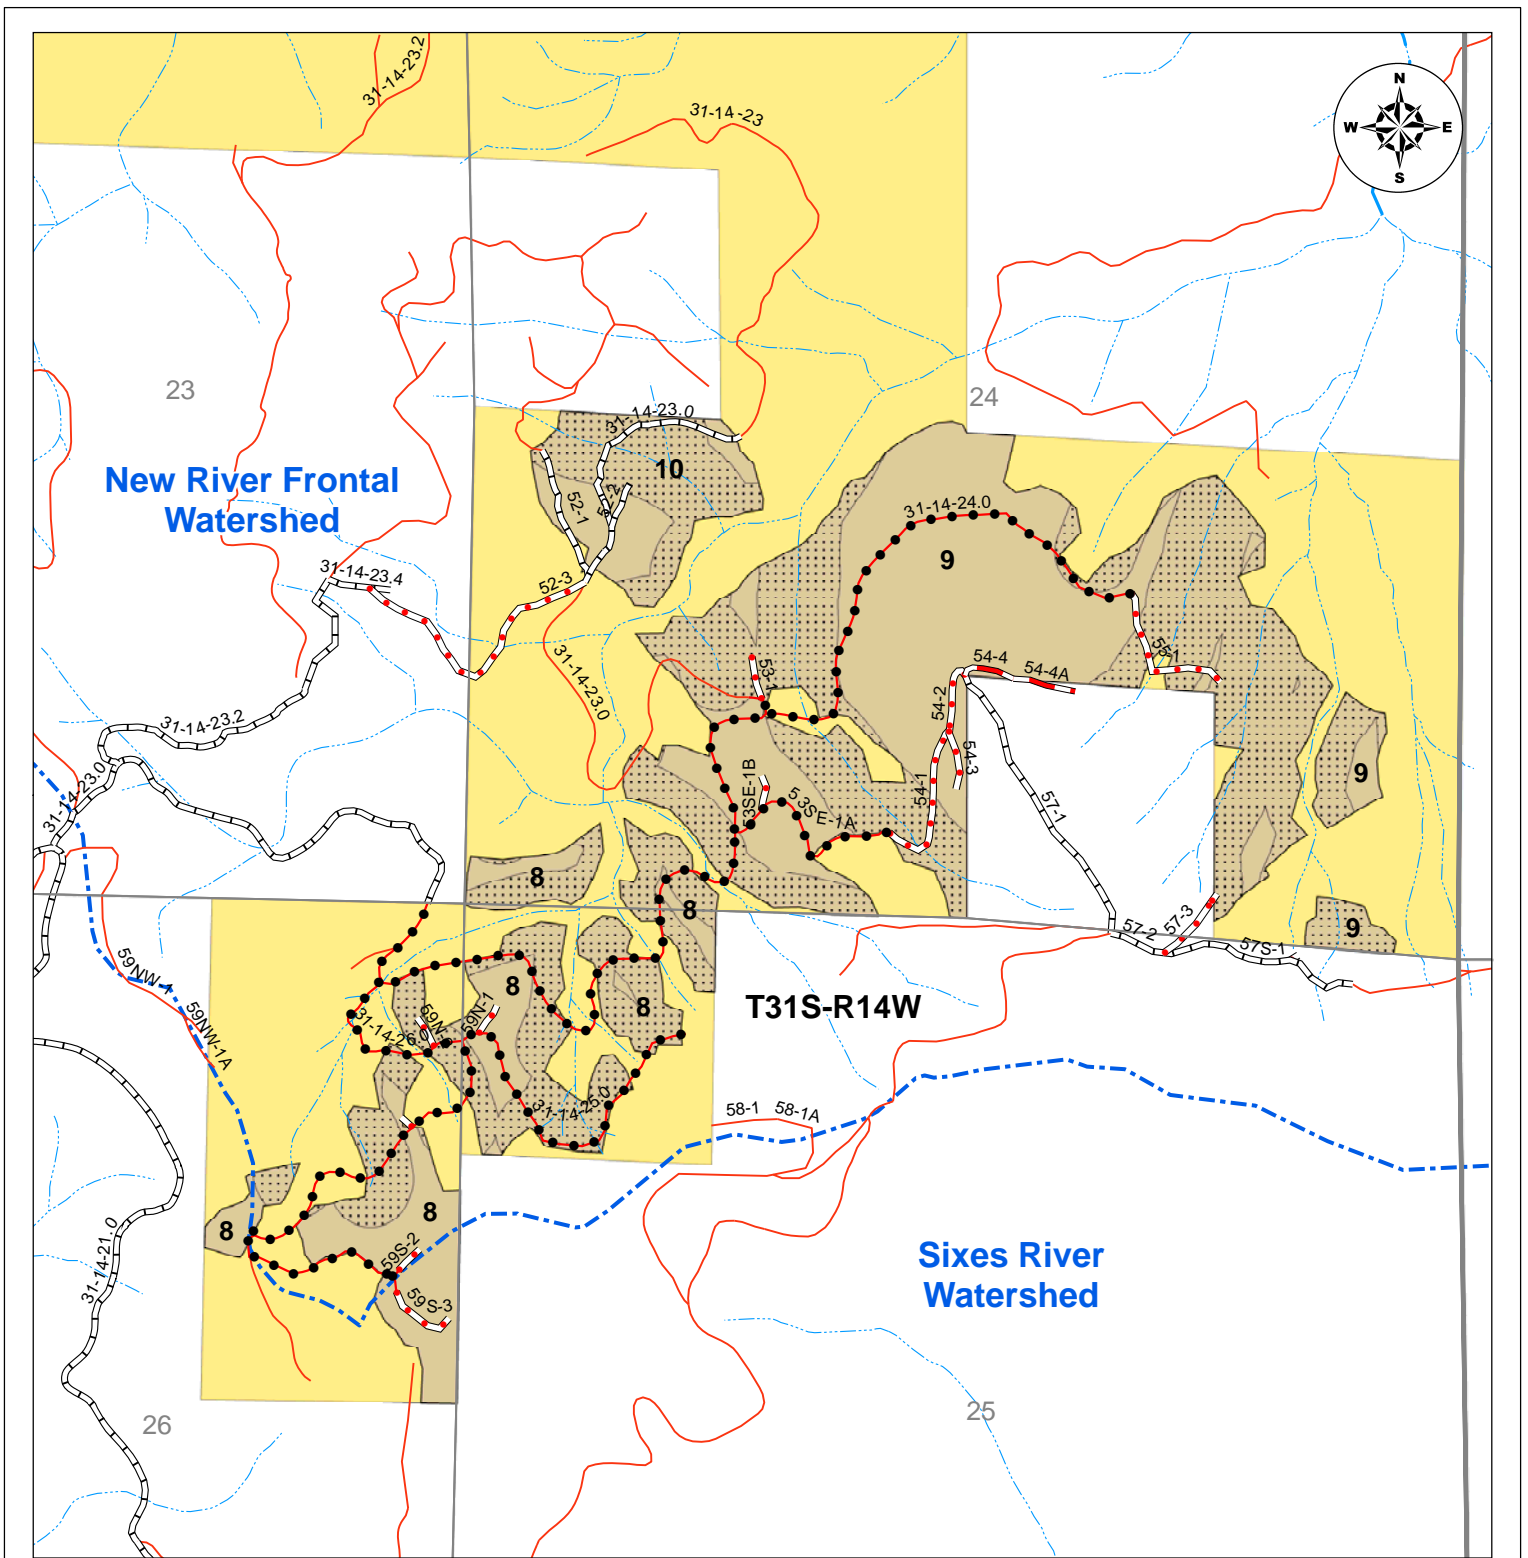 31-14-23.2
31-14-23
N
W
E
S
23
24
31-14-23.0
10
New River Frontal
Watershed
52-1
31-14-24.0
9
31-14-23.4
52-3
31-14-23.0
55-1
54-4
54-4A
54-2
54-3
31-14-23.2
31-14-23.0
53SE-1B
53SE-1A
54-1
57-1
9
8
8
57-2
57-3
57S-1
9
59NW-1
59NW-1A
8
8
59N-1
31-14-26.0
T31S-R14W
31-14-25.0
58-1
58-1A
8
8
59S-2
59S-3
31-14-21.0
Sixes River
Watershed
26
25